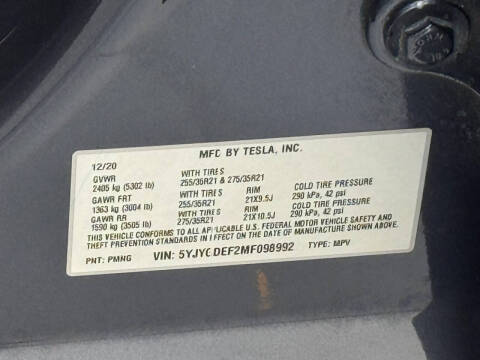 MFC BY TESLA, INC.
12/20
GVWR WITH TIRES
2405 kg (5302 lb) 255/35R21 & 275/35R21
GAWR FRT WITH TIRES RIM COLD TIRE PRESSURE
1363 kg (3004 lb) 255/35R21 21X9.5J 290 kPa, 42 psi
GAWR RR WITH TIRES RIM COLD TIRE PRESSURE
1590 kg (3505 lb) 275/35R21 21X10.5J 290 kPa, 42 psi
THIS VEHICLE CONFORMS TO ALL APPLICABLE U.S. FEDERAL MOTOR VEHICLE SAFETY AND
THEFT PREVENTION STANDARDS IN EFFECT ON THE DATE OF MANUFACTURE SHOWN ABOVE.
PNT: PMNG VIN: 5YJYGDEF2MF098992 TYPE: MPV